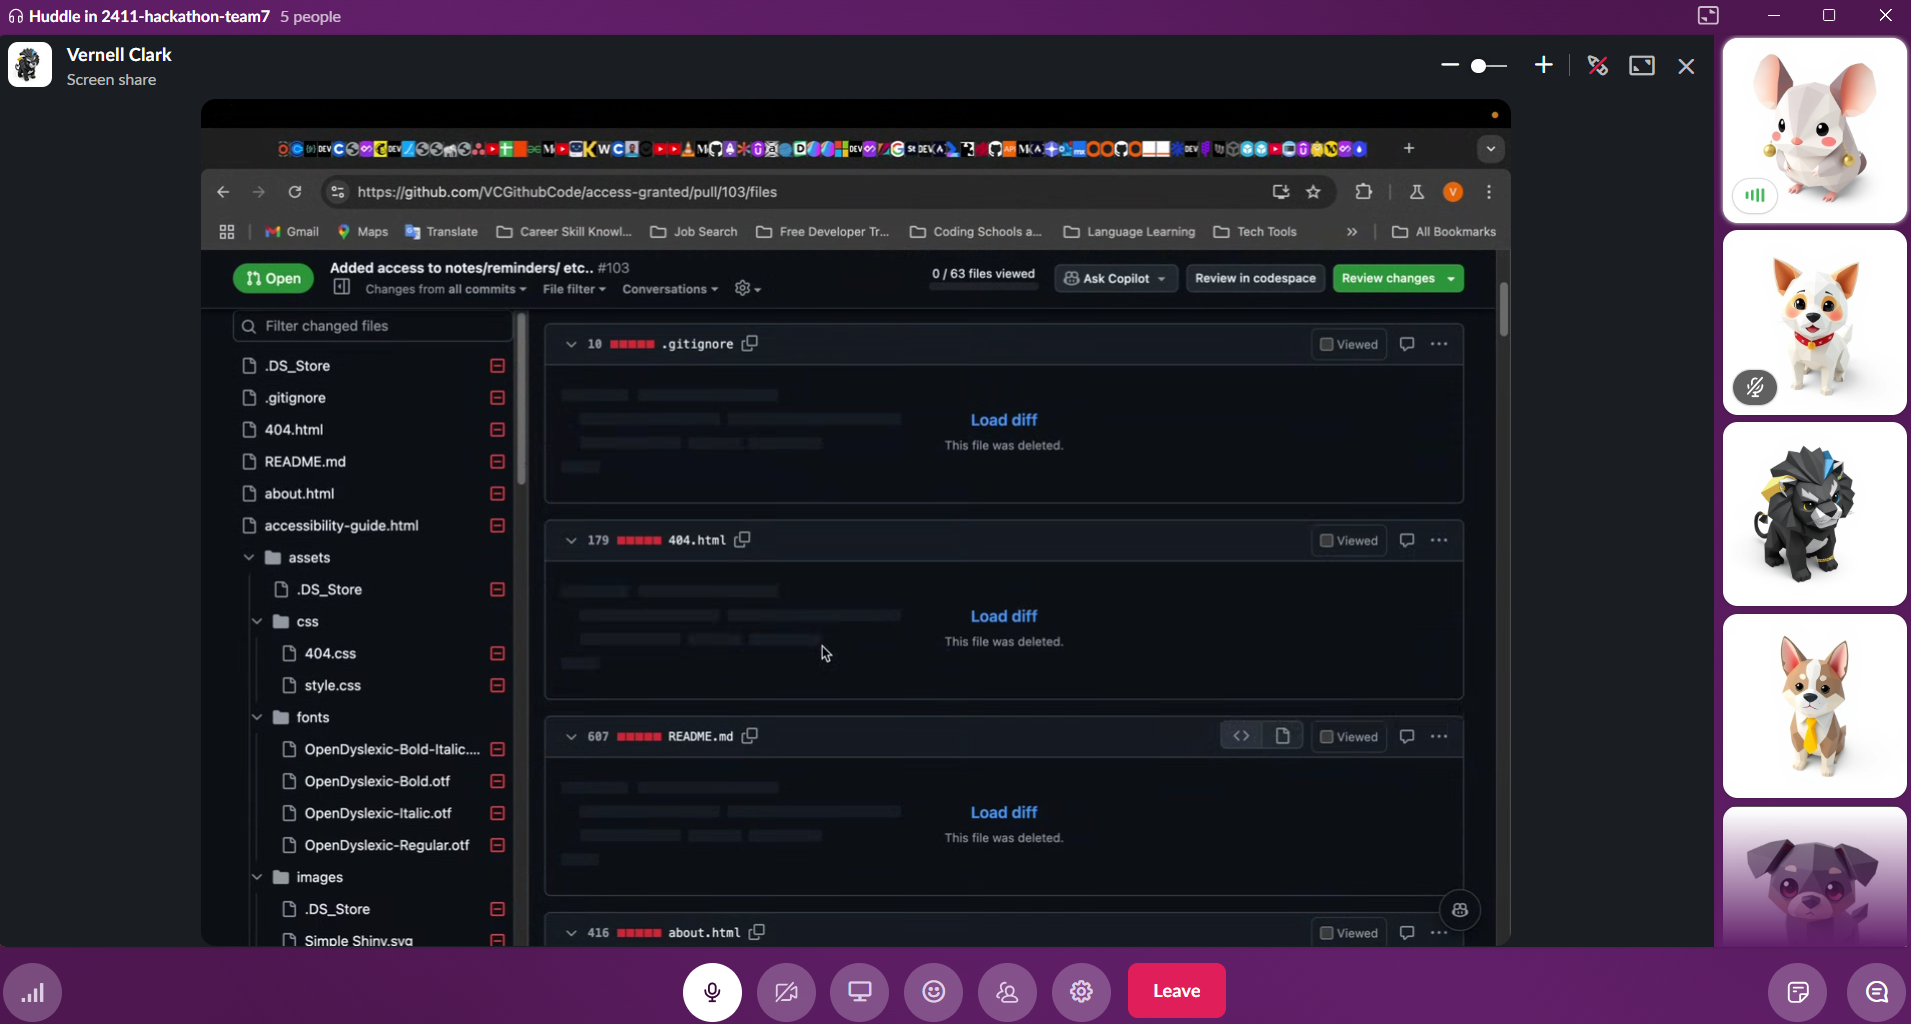 Huddle in 2411-hackathon-team7 5 people
Vernell Clark
Screen share
https://github.com/VCGithubCode/access-granted/pull/103/files
V
Gmail Maps Translate Career Skill Knowl... Job Search Free Developer Tr... Coding Schools a... Language Learning Tech Tools » All Bookmarks
Open
Added access to notes/reminders/ etc.. #103
Changes from all commits File filter Conversations
0 / 63 files viewed
Ask Copilot
Review in codespace
Review changes
Filter changed files
.DS_Store
.gitignore
404.html
README.md
about.html
accessibility-guide.html
assets
.DS_Store
css
404.css
style.css
fonts
OpenDyslexic-Bold-Italic....
OpenDyslexic-Bold.otf
OpenDyslexic-Italic.otf
OpenDyslexic-Regular.otf
images
.DS_Store
Simple Shiny.svg
10 .gitignore Viewed
Load diff
This file was deleted.
179 404.html Viewed
Load diff
This file was deleted.
607 README.md Viewed
Load diff
This file was deleted.
416 about.html Viewed
Leave